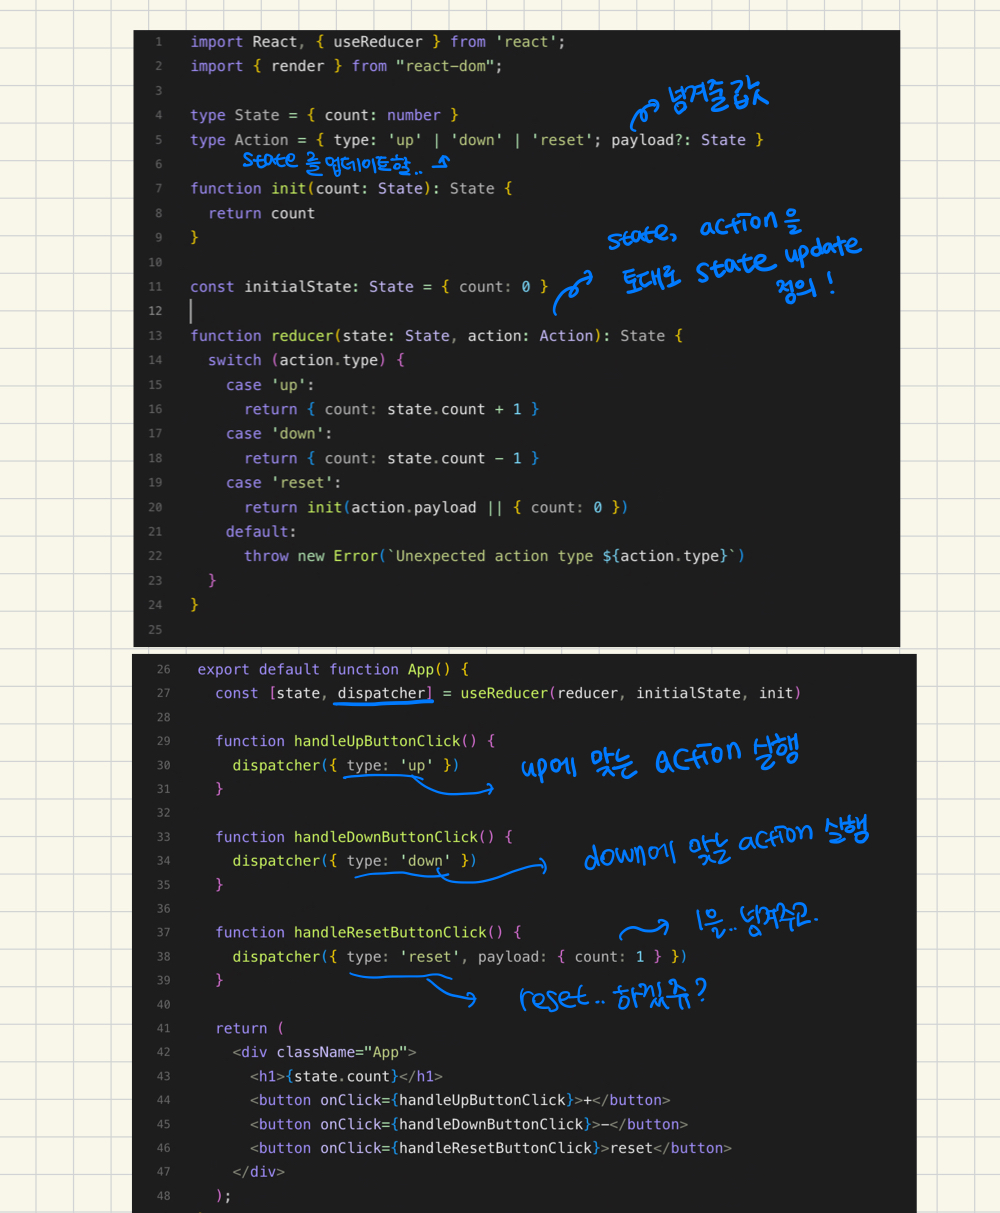 1 import React, { useReducer } from 'react';
2 import { render } from "react-dom";
3
넘겨줄 값
4 type State = { count: number }
5 type Action = { type: 'up' | 'down' | 'reset'; payload?: State }
state를 업데이트할..
6
7 function init(count: State): State {
8 return count
9 }
state, action을
토대로 state update
정의!
10
11 const initialState: State = { count: 0 }
12
13 function reducer(state: State, action: Action): State {
14 switch (action.type) {
15 case 'up':
16 return { count: state.count + 1 }
17 case 'down':
18 return { count: state.count - 1 }
19 case 'reset':
20 return init(action.payload || { count: 0 })
21 default:
22 throw new Error(`Unexpected action type ${action.type}`)
23 }
24 }
25
26 export default function App() {
27 const [state, dispatcher] = useReducer(reducer, initialState, init)
28
29 function handleUpButtonClick() {
30 dispatcher({ type: 'up' })
up에 맞는 action 실행
31 }
32
33 function handleDownButtonClick() {
34 dispatcher({ type: 'down' })
down에 맞는 action 실행
35 }
36
37 function handleResetButtonClick() {
1을.. 넘겨주고.
38 dispatcher({ type: 'reset', payload: { count: 1 } })
39 }
reset.. 하겠쥬?
40
41 return (
42 <div className="App">
43 <h1>{state.count}</h1>
44 <button onClick={handleUpButtonClick}>+</button>
45 <button onClick={handleDownButtonClick}>-</button>
46 <button onClick={handleResetButtonClick}>reset</button>
47 </div>
48 );